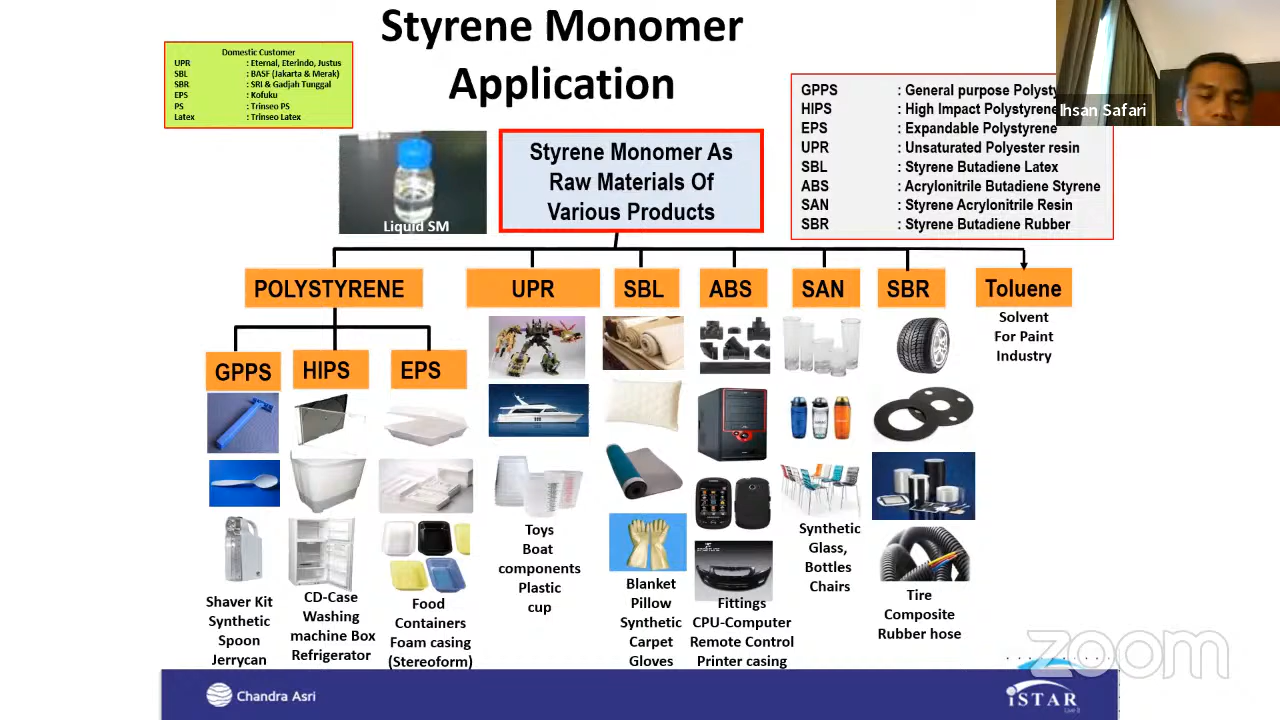 Styrene Monomer
Application
Domestic Customer
UPR : Eternal, Eterindo, Justus
SBL : BASF (Jakarta & Merak)
SBR : SRI & Gadjah Tunggal
EPS : Kofuku
PS : Trinseo PS
Latex : Trinseo Latex
Liquid SM
Styrene Monomer As
Raw Materials Of
Various Products
GPPS : General purpose
HIPS : High Impact Polystyrene
EPS : Expandable Polystyrene
UPR : Unsaturated Polyester resin
SBL : Styrene Butadiene Latex
ABS : Acrylonitrile Butadiene Styrene
SAN : Styrene Acrylonitrile Resin
SBR : Styrene Butadiene Rubber
Ihsan Safari
POLYSTYRENE
UPR
SBL
ABS
SAN
SBR
Toluene
Solvent
For Paint
Industry
GPPS
HIPS
EPS
Shaver Kit
Synthetic
Spoon
Jerrycan
CD-Case
Washing
machine Box
Refrigerator
Food
Containers
Foam casing
(Stereoform)
Toys
Boat
components
Plastic
cup
Blanket
Pillow
Synthetic
Carpet
Gloves
Fittings
CPU-Computer
Remote Control
Printer casing
Synthetic
Glass,
Bottles
Chairs
Tire
Composite
Rubber hose
zoom
Chandra Asri
iSTAR